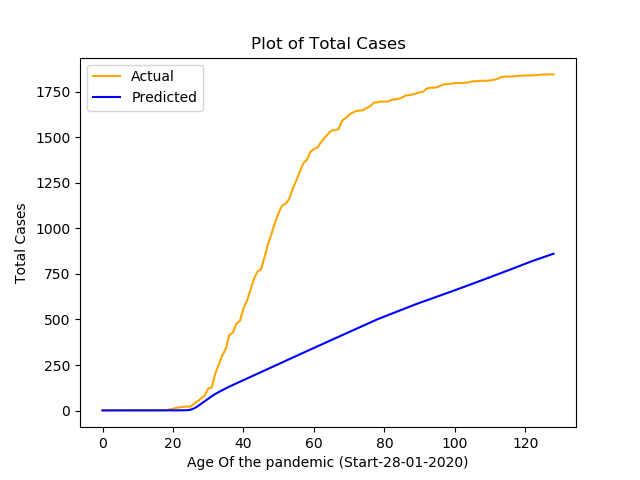 Plot of Total Cases
Actual
Predicted
Total Cases
1750
1500
1250
1000
750
500
250
0
0 20 40 60 80 100 120
Age Of the pandemic (Start-28-01-2020)